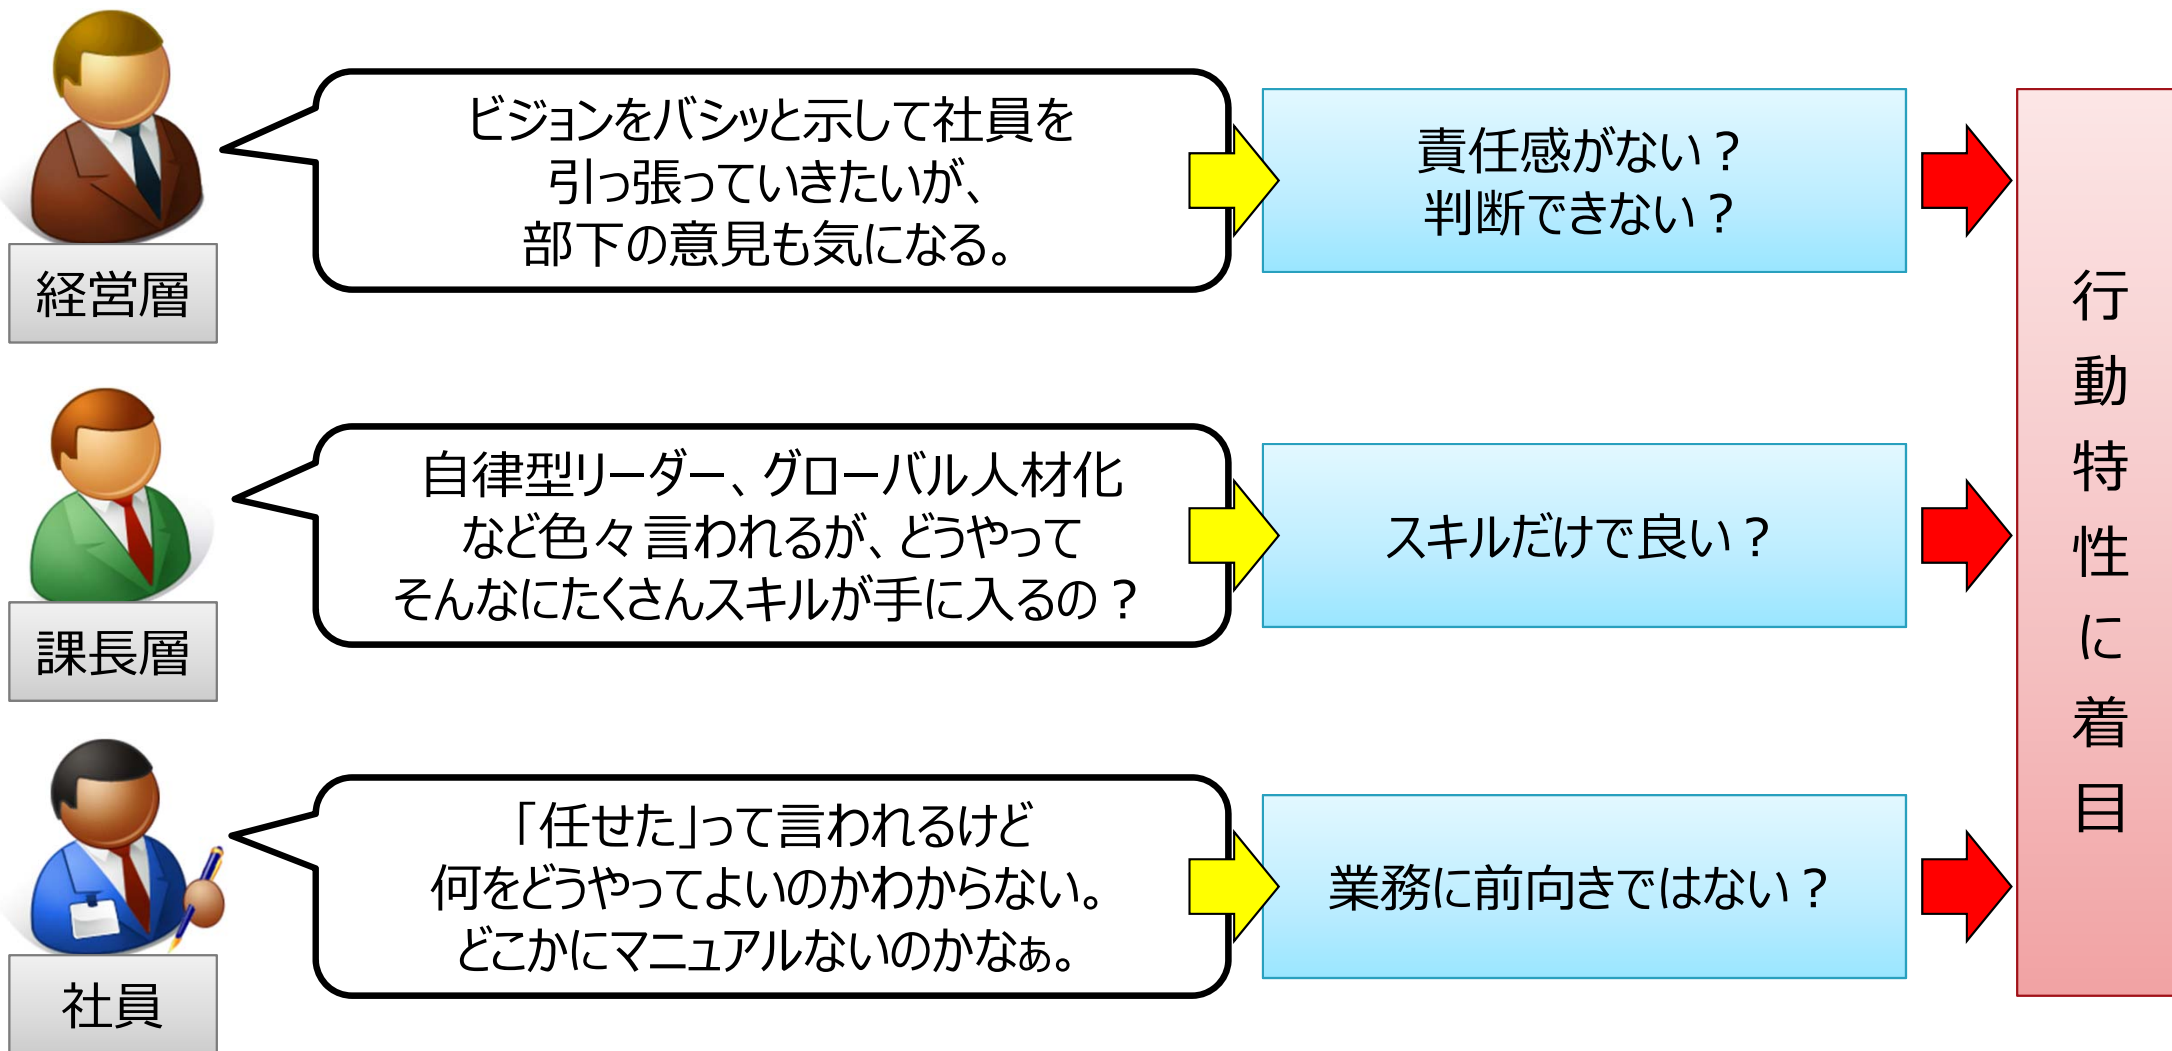 経営層
ビジョンをバシッと示して社員を
引っ張っていきたいが、
部下の意見も気になる。
責任感がない？
判断できない？
課長層
自律型リーダー、グローバル人材化
など色々言われるが、どうやって
そんなにたくさんスキルが手に入るの？
スキルだけで良い？
社員
「任せた」って言われるけど
何をどうやってよいのかわからない。
どこかにマニュアルないのかなぁ。
業務に前向きではない？
行動特性に着目